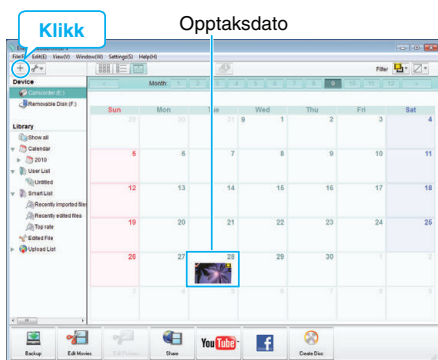 Opptaksdato
Klikk
File(F) Edit(E) View(V) Window(W) Settings(S) Help(H)
Month
Filter
Device
Camcorder (E:)
Removable Disk (F:)
Library
Show all
Calendar
2010
User List
Untitled
Smart List
Recently imported files
Recently edited files
Top rate
Edited File
Upload List
Sun Mon Tue Wed Thu Fri Sat
29 30 31 9 1 2 3 4
5 6 7 8 9 10 11
12 13 14 15 16 17 18
19 20 21 22 23 24 25
26 27 28 29 30 1 2
Backup
Edit Movies
Share
YouTube
f
Create Disc